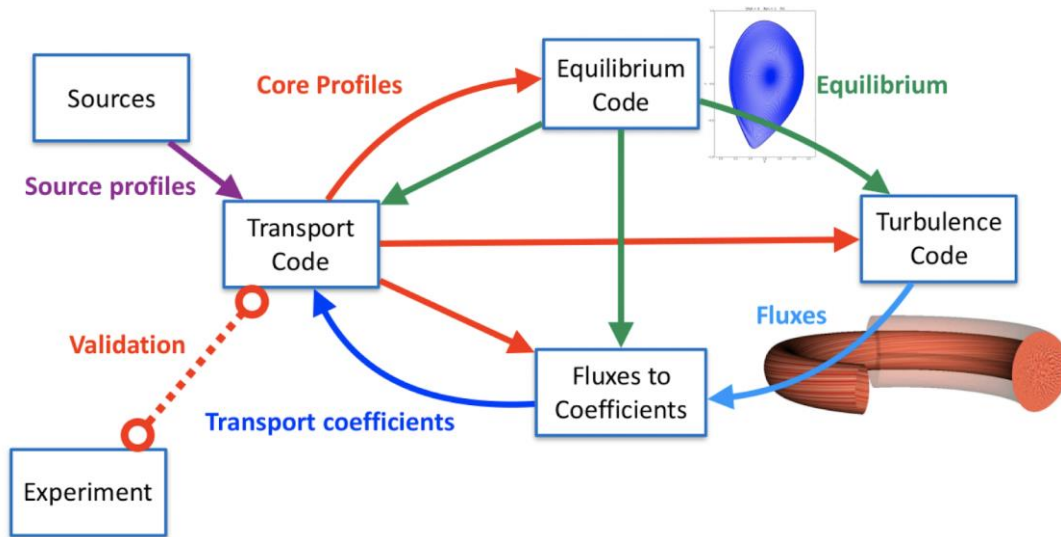 Sources
Core Profiles
Equilibrium
Code
Equilibrium
Source profiles
Transport
Code
Turbulence
Code
Validation
Fluxes
Fluxes to
Coefficients
Transport coefficients
Experiment